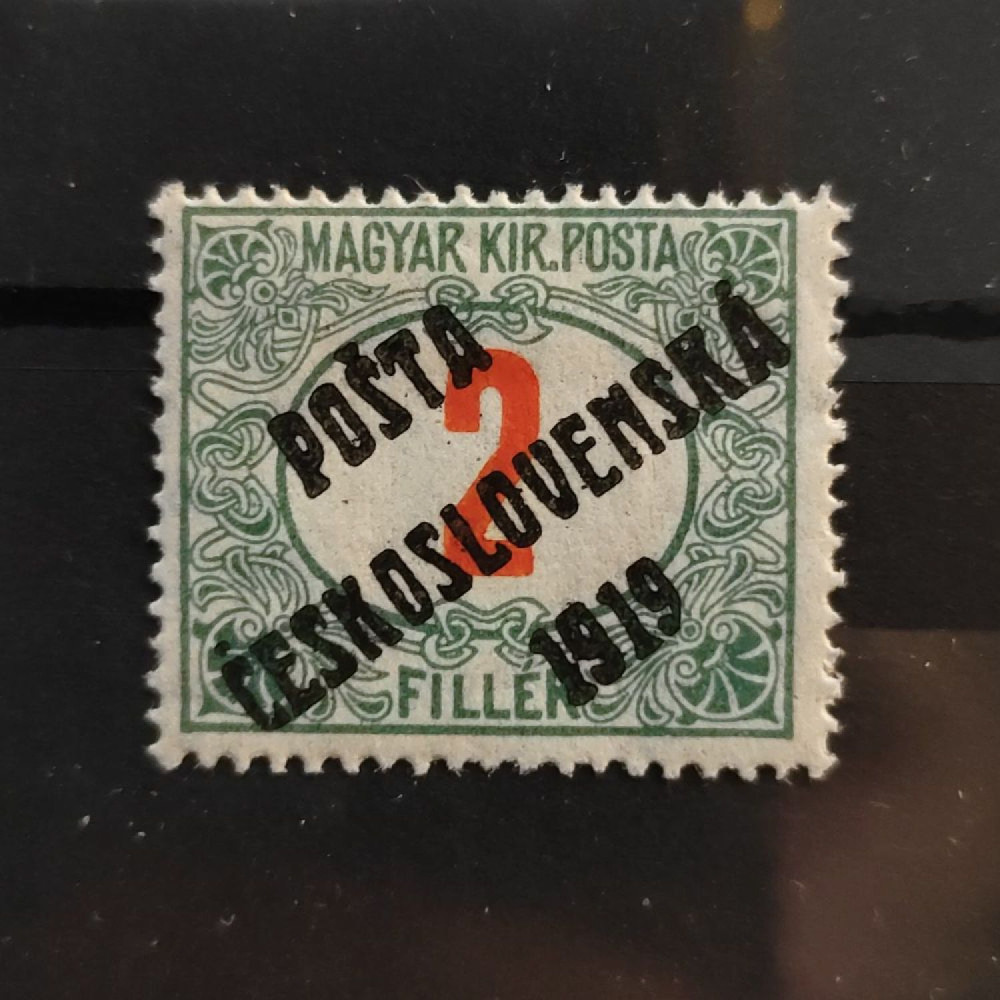 MAGYAR KIR. POSTA
POŠTA
2
ČESKOSLOVENSKÁ
1919
FILLÉR